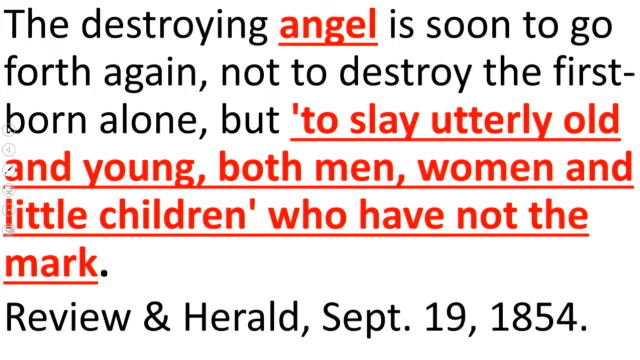 The destroying angel is soon to go
forth again, not to destroy the first-
born alone, but 'to slay utterly old
and young, both men, women and
little children' who have not the
mark.
Review & Herald, Sept. 19, 1854.